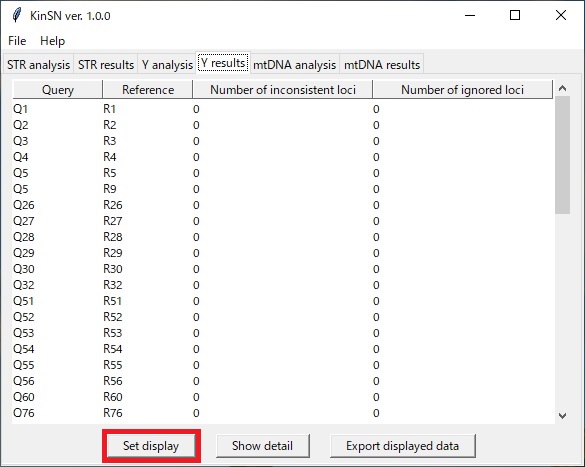 KinSN ver. 1.0.0
File Help
STR analysis STR results Y analysis Y results mtDNA analysis mtDNA results
Query Reference Number of inconsistent loci Number of ignored loci
Q1 R1 0 0
Q2 R2 0 0
Q3 R3 0 0
Q4 R4 0 0
Q5 R5 0 0
Q5 R9 0 0
Q26 R26 0 0
Q27 R27 0 0
Q28 R28 0 0
Q29 R29 0 0
Q30 R30 0 0
Q32 R32 0 0
Q51 R51 0 0
Q52 R52 0 0
Q53 R53 0 0
Q54 R54 0 0
Q55 R55 0 0
Q56 R56 0 0
Q60 R60 0 0
Q76 R76 0 0
Set display Show detail Export displayed data